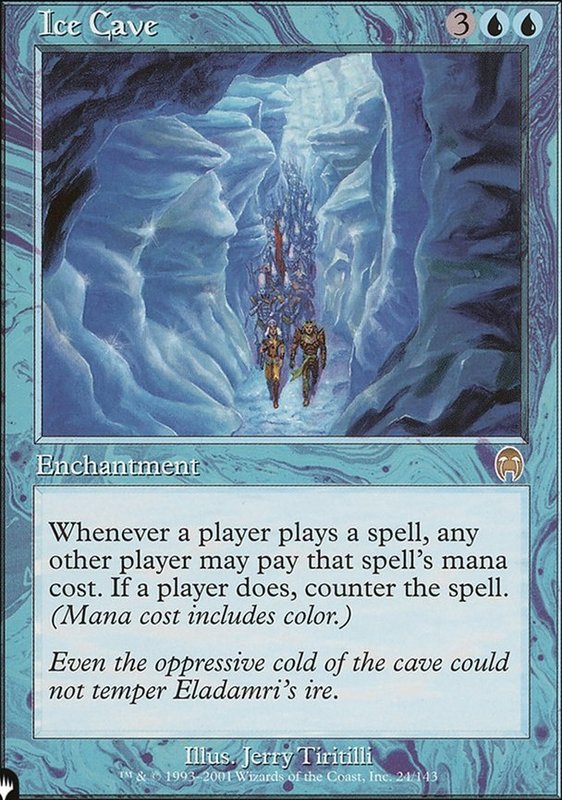 Ice Cave 3
Enchantment
Whenever a player plays a spell, any
other player may pay that spell's mana
cost. If a player does, counter the spell.
(Mana cost includes color.)
Even the oppressive cold of the cave could
not temper Eladamri's ire.
Illus. Jerry Tiritilli
™ & © 1993–2001 Wizards of the Coast, Inc. 24/143